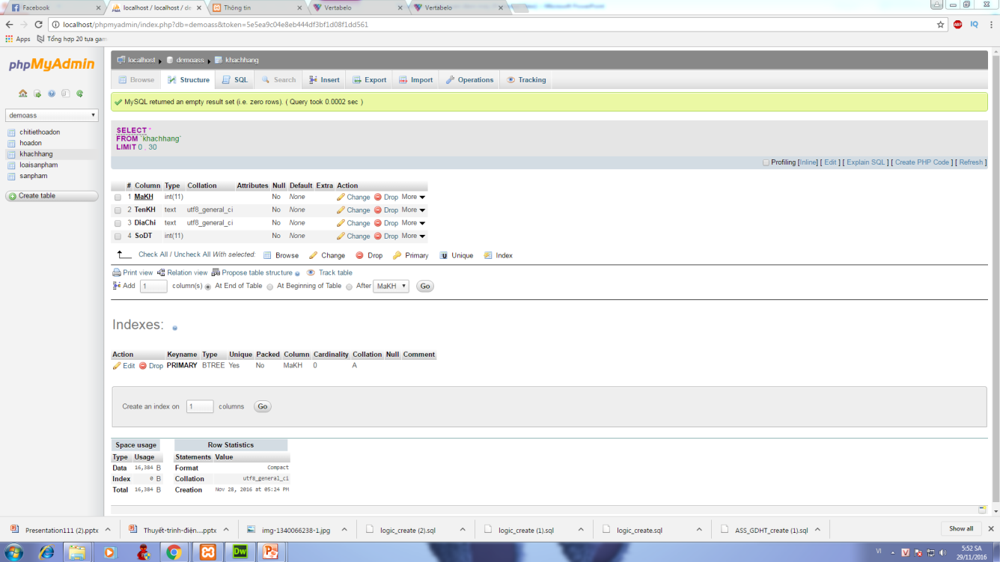 Facebook
localhost / localhost / de
Thông tin
Vertabelo
Vertabelo
Microsoft PowerPoint
localhost/phpmyadmin/index.php?db=demoass&token=5e5ea9c04e8eb444df3bf1d08f1dd561
ABP
IQ
Apps
Tổng hợp 20 tựa gam
phpMyAdmin
demoass
chitiethoadon
hoadon
khachhang
loaisanpham
sanpham
Create table
localhost
demoass
khachhang
Browse
Structure
SQL
Search
Insert
Export
Import
Operations
Tracking
MySQL returned an empty result set (i.e. zero rows). ( Query took 0.0002 sec )
SELECT *
FROM `khachhang`
LIMIT 0 , 30
Profiling [Inline] [ Edit ] [ Explain SQL ] [ Create PHP Code ] [ Refresh ]
# Column Type Collation Attributes Null Default Extra Action
1 MaKH int(11) No None Change Drop More
2 TenKH text utf8_general_ci No None Change Drop More
3 DiaChi text utf8_general_ci No None Change Drop More
4 SoDT int(11) No None Change Drop More
Check All / Uncheck All With selected: Browse Change Drop Primary Unique Index
Print view Relation view Propose table structure Track table
Add 1 column(s) At End of Table At Beginning of Table After MaKH Go
Indexes:
Action Keyname Type Unique Packed Column Cardinality Collation Null Comment
Edit Drop PRIMARY BTREE Yes No MaKH 0 A
Create an index on 1 columns Go
Space usage
Type Usage
Data 16,384 B
Index 0 B
Total 16,384 B
Row Statistics
Statements Value
Format Compact
Collation utf8_general_ci
Creation Nov 28, 2016 at 05:24 PM
Presentation111 (2).pptx
Thuyết-trình-điện....pptx
img-1340066238-1.jpg
logic_create (2).sql
logic_create (1).sql
logic_create.sql
ASS_GDHT_create (1).sql
Show all
Dw
VI
V
5:52 SA
29/11/2016